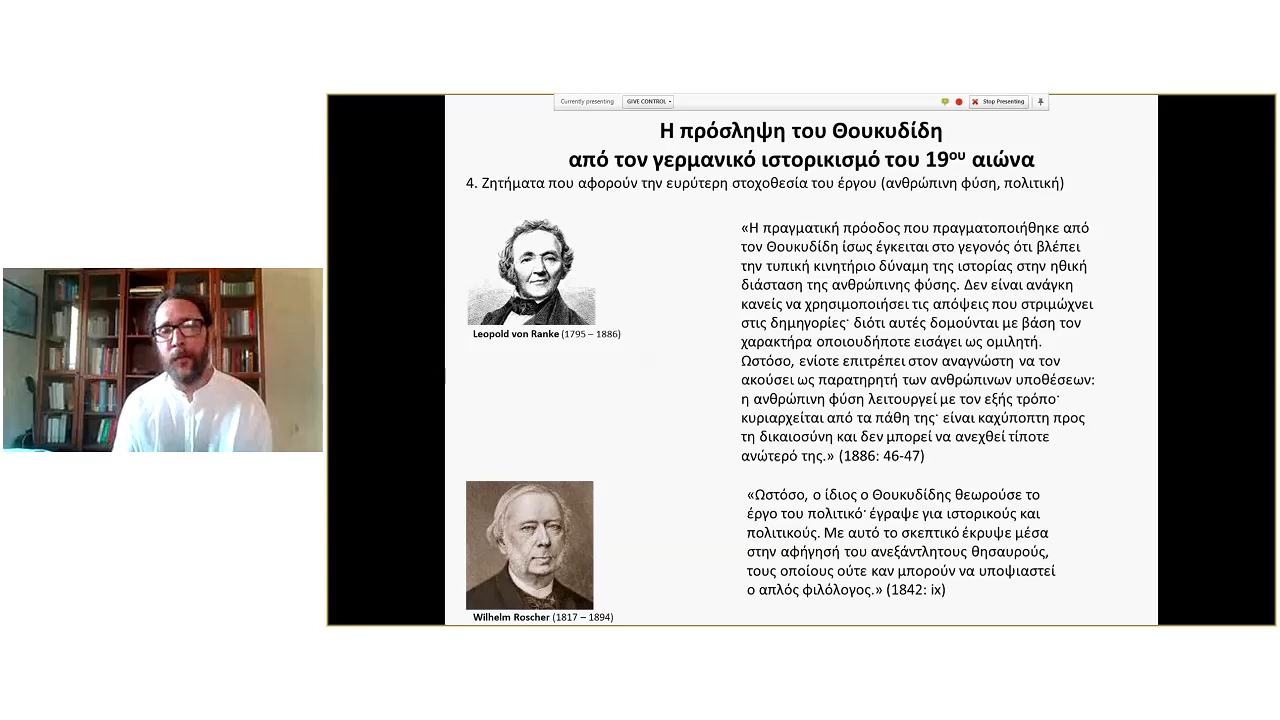 Currently presenting GIVE CONTROL Stop Presenting
Η πρόσληψη του Θουκυδίδη
από τον γερμανικό ιστορικισμό του 19ου αιώνα
4. Ζητήματα που αφορούν την ευρύτερη στοχοθεσία του έργου (ανθρώπινη φύση, πολιτική)
«Η πραγματική πρόοδος που πραγματοποιήθηκε από
τον Θουκυδίδη ίσως έγκειται στο γεγονός ότι βλέπει
την τυπική κινητήριο δύναμη της ιστορίας στην ηθική
διάσταση της ανθρώπινης φύσης. Δεν είναι ανάγκη
κανείς να χρησιμοποιήσει τις απόψεις που στριμώχνει
στις δημηγορίες· διότι αυτές δομούνται με βάση τον
χαρακτήρα οποιουδήποτε εισάγει ως ομιλητή.
Ωστόσο, ενίοτε επιτρέπει στον αναγνώστη να τον
ακούσει ως παρατηρητή των ανθρώπινων υποθέσεων:
η ανθρώπινη φύση λειτουργεί με τον εξής τρόπο·
κυριαρχείται από τα πάθη της· είναι καχύποπτη προς
τη δικαιοσύνη και δεν μπορεί να ανεχθεί τίποτε
ανώτερό της.» (1886: 46-47)
Leopold von Ranke (1795 – 1886)
«Ωστόσο, ο ίδιος ο Θουκυδίδης θεωρούσε το
έργο του πολιτικό· έγραψε για ιστορικούς και
πολιτικούς. Με αυτό το σκεπτικό έκρυψε μέσα
στην αφήγησή του ανεξάντλητους θησαυρούς,
τους οποίους ούτε καν μπορούν να υποψιαστεί
ο απλός φιλόλογος.» (1842: ix)
Wilhelm Roscher (1817 – 1894)